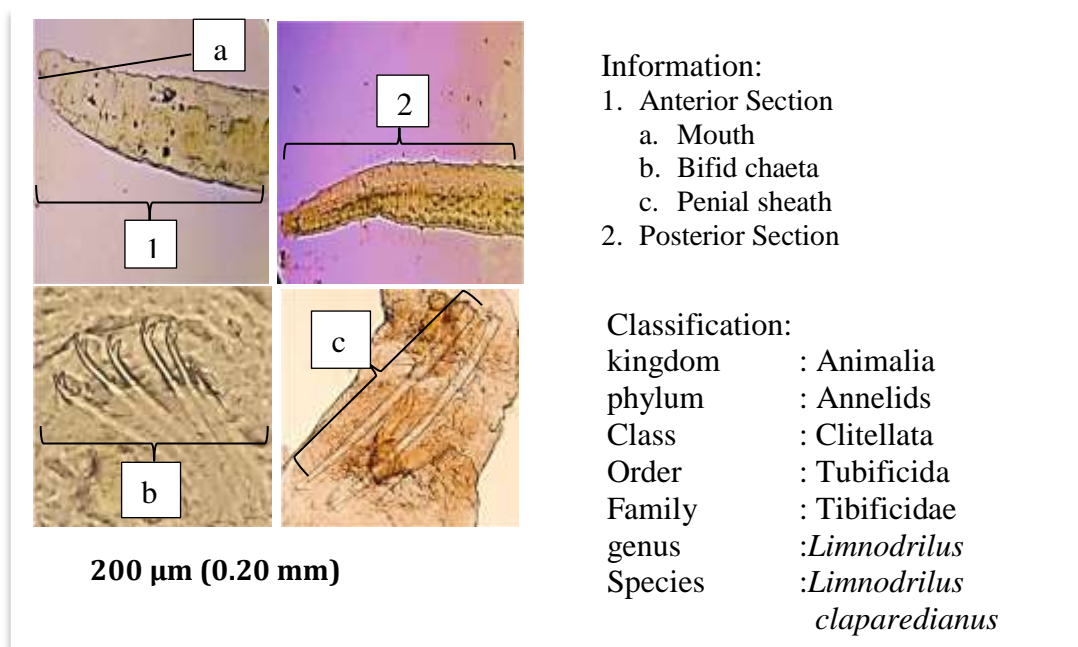 a
2
1
c
b
200 µm (0.20 mm)
Information:
1. Anterior Section
a. Mouth
b. Bifid chaeta
c. Penial sheath
2. Posterior Section
Classification:
kingdom : Animalia
phylum : Annelids
Class : Clitellata
Order : Tubificida
Family : Tibificidae
genus :Limnodrilus
Species :Limnodrilus
claparedianus